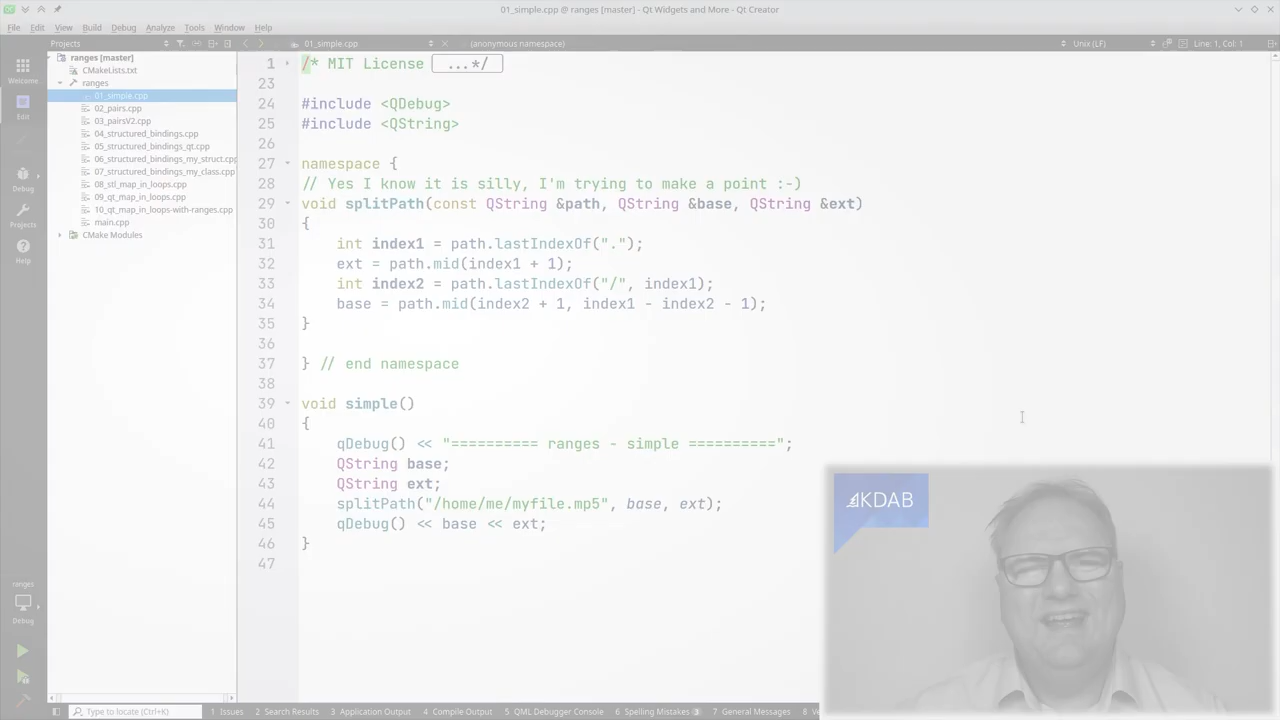 01_simple.cpp @ ranges [master] - Qt Widgets and More - Qt Creator
File Edit View Build Debug Analyze Tools Window Help
Projects 01_simple.cpp (anonymous namespace) Unix (LF) Line: 1, Col: 1
ranges [master]
CMakeLists.txt
ranges
01_simple.cpp
02_pairs.cpp
03_pairsV2.cpp
04_structured_bindings.cpp
05_structured_bindings_qt.cpp
06_structured_bindings_my_struct.cpp
07_structured_bindings_my_class.cpp
08_stl_map_in_loops.cpp
09_qt_map_in_loops.cpp
10_qt_map_in_loops-with-ranges.cpp
main.cpp
CMake Modules
Welcome
Edit
Debug
Projects
Help
ranges
Debug
1 /* MIT License ...*/
23
24 #include <QDebug>
25 #include <QString>
26
27 namespace {
28 // Yes I know it is silly, I'm trying to make a point :-)
29 void splitPath(const QString &path, QString &base, QString &ext)
30 {
31 int index1 = path.lastIndexOf(".");
32 ext = path.mid(index1 + 1);
33 int index2 = path.lastIndexOf("/", index1);
34 base = path.mid(index2 + 1, index1 - index2 - 1);
35 }
36
37 } // end namespace
38
39 void simple()
40 {
41 qDebug() << "========== ranges - simple ==========";
42 QString base;
43 QString ext;
44 splitPath("/home/me/myfile.mp5", base, ext);
45 qDebug() << base << ext;
46 }
47
KDAB
Type to locate (Ctrl+K) 1 Issues 2 Search Results 3 Application Output 4 Compile Output 5 QML Debugger Console 6 Spelling Mistakes 3 7 General Messages 8